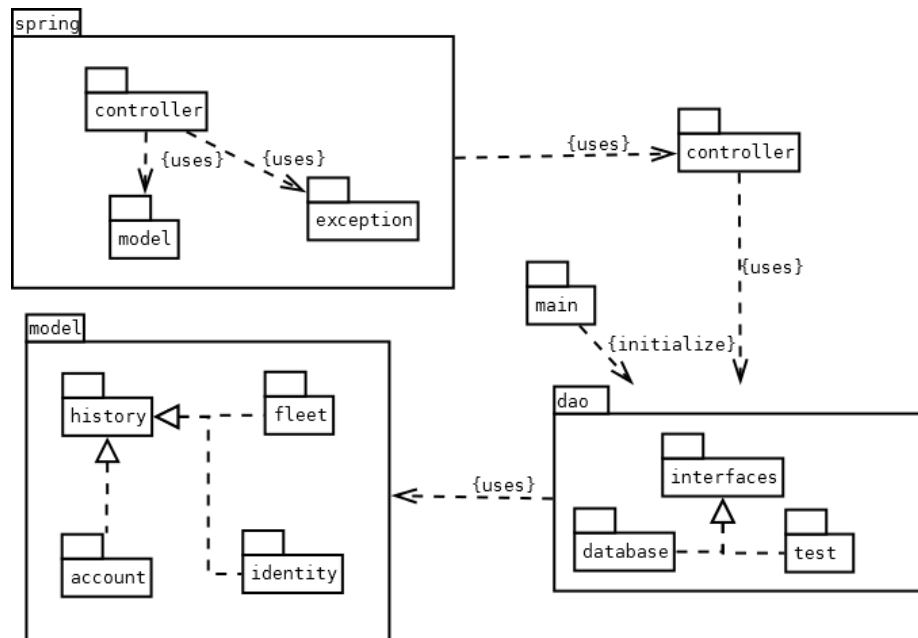 spring
controller
{uses}
{uses}
model
exception
{uses}
controller
{uses}
main
{initialize}
model
history
fleet
account
identity
{uses}
dao
interfaces
database
test